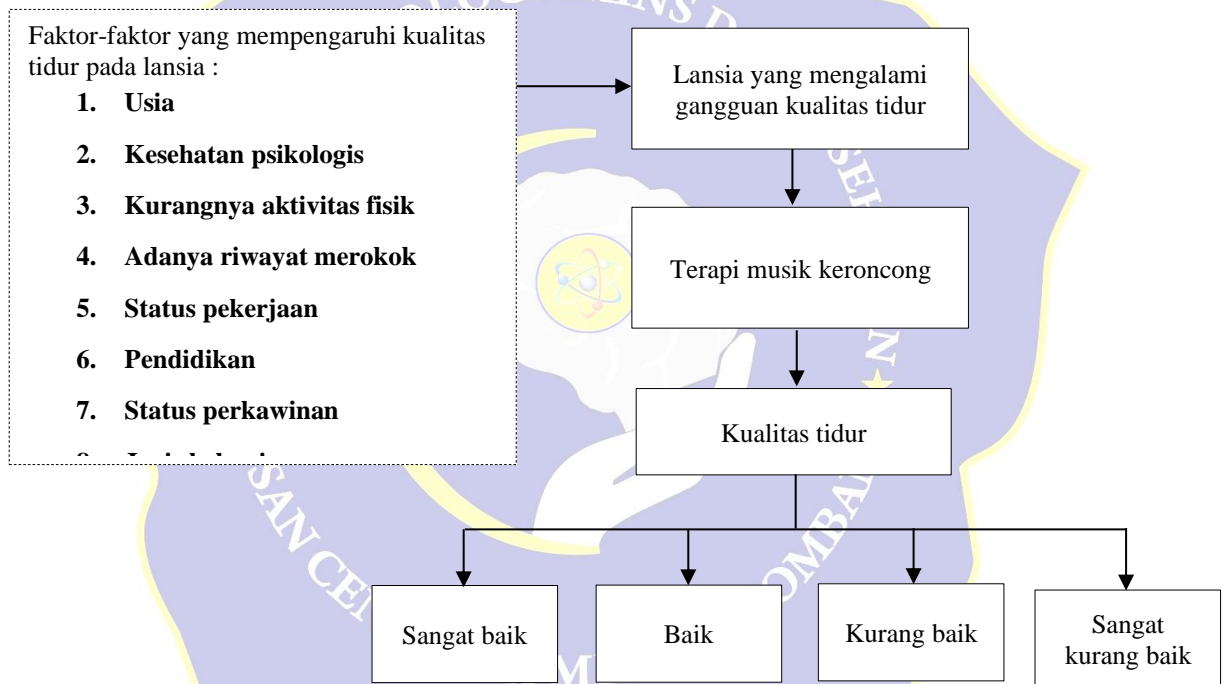 Faktor-faktor yang mempengaruhi kualitas
tidur pada lansia :
1. Usia
2. Kesehatan psikologis
3. Kurangnya aktivitas fisik
4. Adanya riwayat merokok
5. Status pekerjaan
6. Pendidikan
7. Status perkawinan
Lansia yang mengalami
gangguan kualitas tidur
Terapi musik keroncong
Kualitas tidur
Sangat baik
Baik
Kurang baik
Sangat
kurang baik